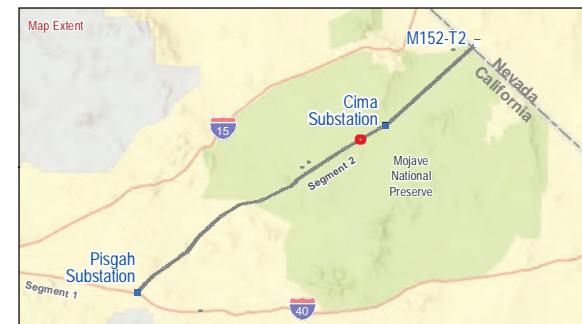 Map Extent
M152-T2
Nevada
California
Cima
Substation
15
Mojave
National
Preserve
Segment 2
Pisgah
Substation
Segment 1
40